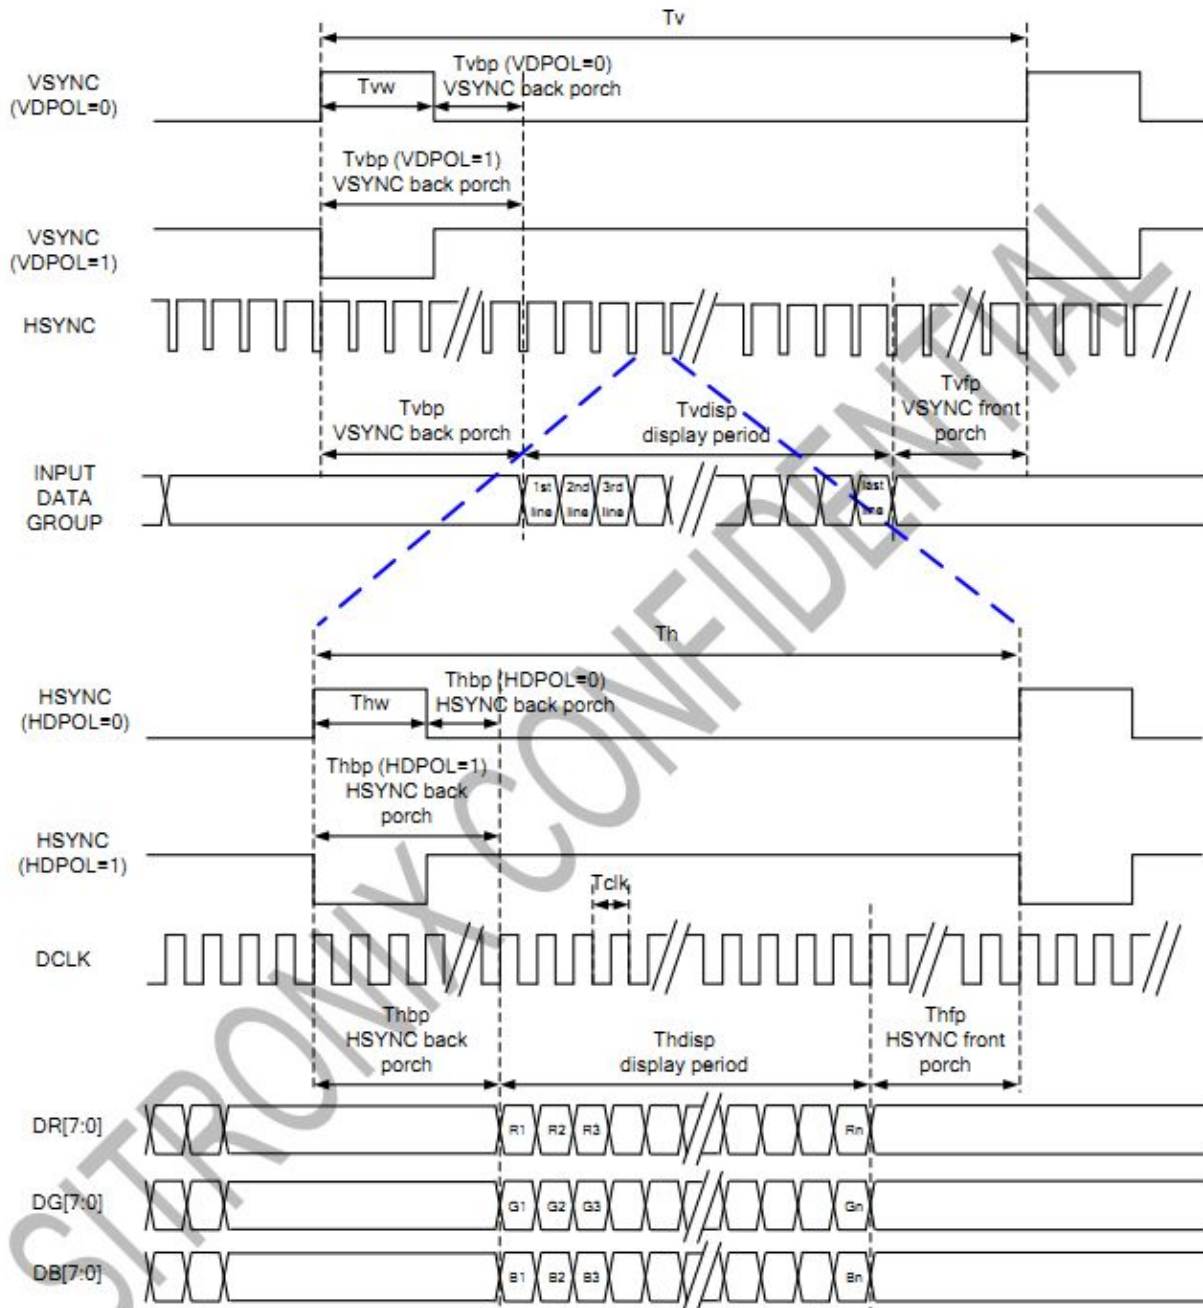 Tv
VSYNC
(VDPOL=0)
Tvw
Tvbp (VDPOL=0)
VSYNC back porch
Tvbp (VDPOL=1)
VSYNC back porch
VSYNC
(VDPOL=1)
HSYNC
Tvbp
VSYNC back porch
Tvdisp
display period
Tvfp
VSYNC front
porch
INPUT
DATA
GROUP
1st
line
2nd
line
3rd
line
last
line
Th
HSYNC
(HDPOL=0)
Thw
Thbp (HDPOL=0)
HSYNC back porch
Thbp (HDPOL=1)
HSYNC back
porch
HSYNC
(HDPOL=1)
Tclk
DCLK
Thbp
HSYNC back
porch
Thdisp
display period
Thfp
HSYNC front
porch
DR[7:0]
R1 R2 R3 Rn
DG[7:0]
G1 G2 G3 Gn
DB[7:0]
B1 B2 B3 Bn
SITRONIX CONFIDENTIAL